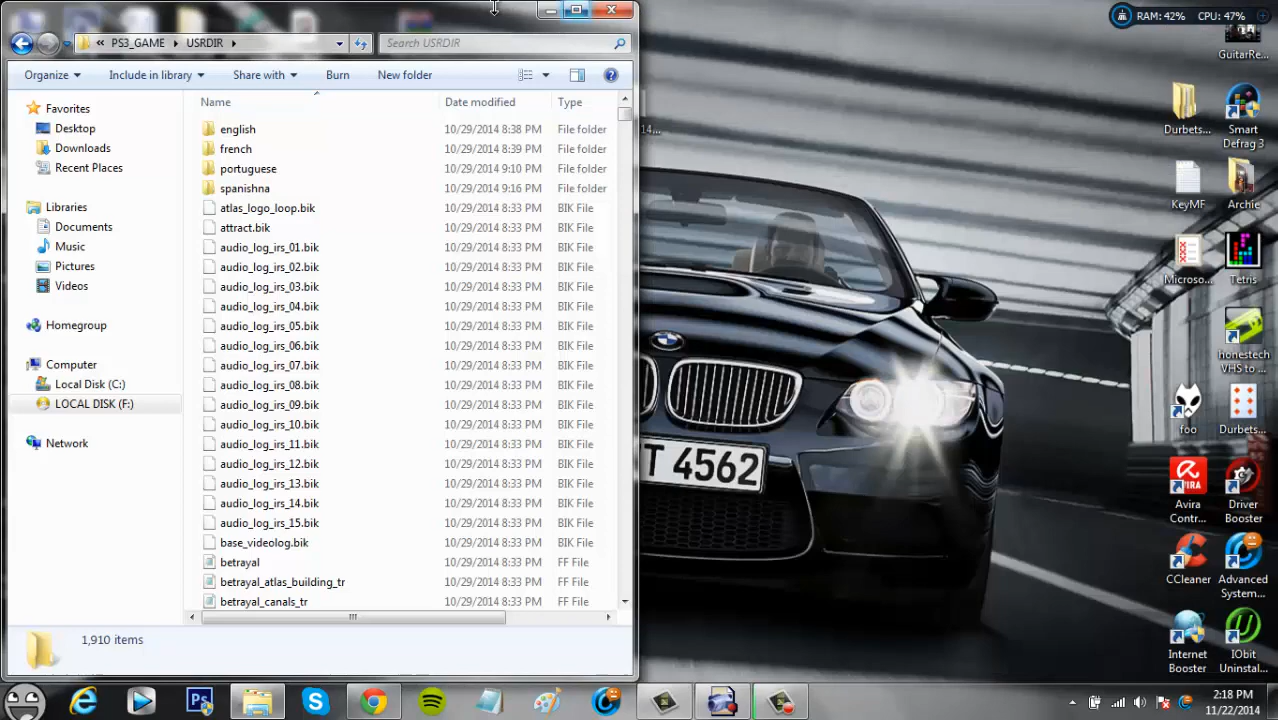 RAM: 42% CPU: 47%
PS3_GAME USRDIR
Search USRDIR
Organize Include in library Share with Burn New folder
Name Date modified Type
Favorites
Desktop
Downloads
Recent Places
Libraries
Documents
Music
Pictures
Videos
Homegroup
Computer
Local Disk (C:)
LOCAL DISK (F:)
Network
english 10/29/2014 8:38 PM File folder
french 10/29/2014 8:39 PM File folder
portuguese 10/29/2014 9:10 PM File folder
spanishna 10/29/2014 9:16 PM File folder
atlas_logo_loop.bik 10/29/2014 8:33 PM BIK File
attract.bik 10/29/2014 8:33 PM BIK File
audio_log_irs_01.bik 10/29/2014 8:33 PM BIK File
audio_log_irs_02.bik 10/29/2014 8:33 PM BIK File
audio_log_irs_03.bik 10/29/2014 8:33 PM BIK File
audio_log_irs_04.bik 10/29/2014 8:33 PM BIK File
audio_log_irs_05.bik 10/29/2014 8:33 PM BIK File
audio_log_irs_06.bik 10/29/2014 8:33 PM BIK File
audio_log_irs_07.bik 10/29/2014 8:33 PM BIK File
audio_log_irs_08.bik 10/29/2014 8:33 PM BIK File
audio_log_irs_09.bik 10/29/2014 8:33 PM BIK File
audio_log_irs_10.bik 10/29/2014 8:33 PM BIK File
audio_log_irs_11.bik 10/29/2014 8:33 PM BIK File
audio_log_irs_12.bik 10/29/2014 8:33 PM BIK File
audio_log_irs_13.bik 10/29/2014 8:33 PM BIK File
audio_log_irs_14.bik 10/29/2014 8:33 PM BIK File
audio_log_irs_15.bik 10/29/2014 8:33 PM BIK File
base_videolog.bik 10/29/2014 8:33 PM BIK File
betrayal 10/29/2014 8:33 PM FF File
betrayal_atlas_building_tr 10/29/2014 8:33 PM FF File
betrayal_canals_tr 10/29/2014 8:33 PM FF File
1,910 items
14...
T 4562
GuitarRe...
Durbets...
Smart
Defrag 3
KeyMF
Archie
Microso...
Tetris
honestech
VHS to ...
foo
Durbets...
AVIRA
Avira
Contr...
Driver
Booster
CCleaner
Advanced
System...
Internet
Booster
IObit
Uninstal...
2:18 PM
11/22/2014